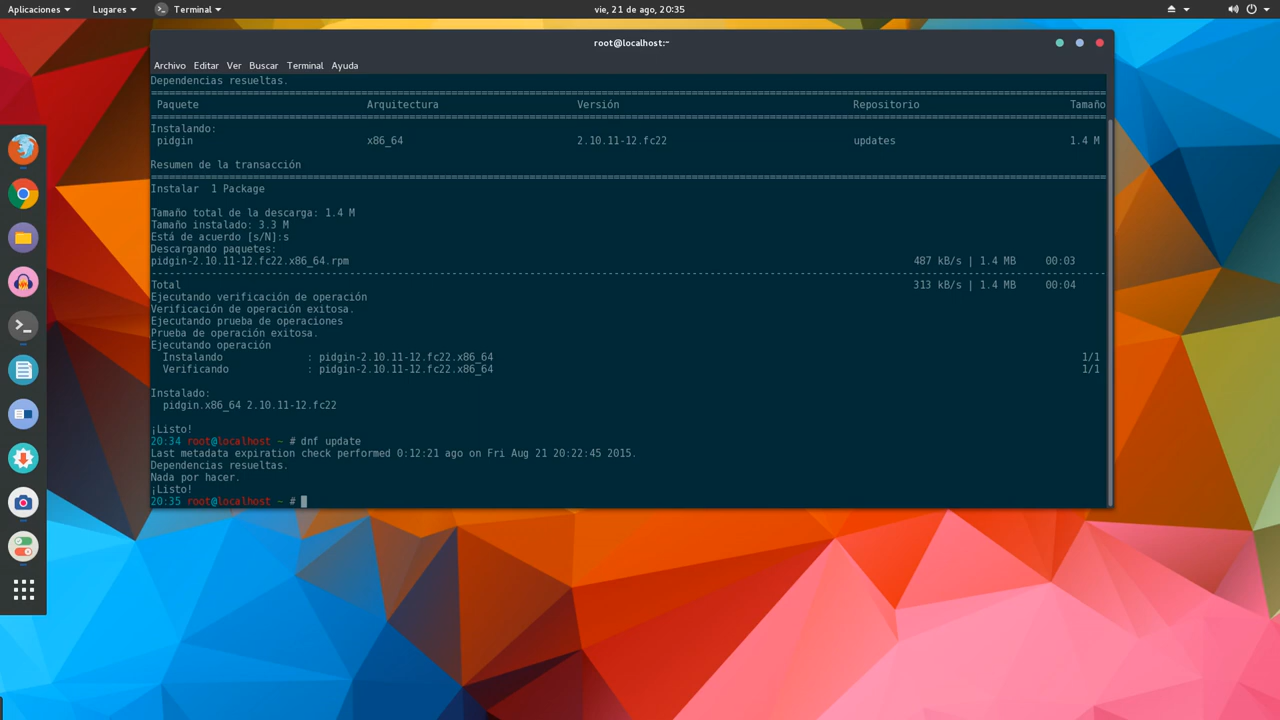 Aplicaciones Lugares Terminal vie, 21 de ago, 20:35
root@localhost:~
Archivo Editar Ver Buscar Terminal Ayuda
Dependencias resueltas.
================================================================================
Paquete Arquitectura Versión Repositorio Tamaño
================================================================================
Instalando:
pidgin x86_64 2.10.11-12.fc22 updates 1.4 M
Resumen de la transacción
================================================================================
Instalar 1 Package
Tamaño total de la descarga: 1.4 M
Tamaño instalado: 3.3 M
Está de acuerdo [s/N]:s
Descargando paquetes:
pidgin-2.10.11-12.fc22.x86_64.rpm 487 kB/s | 1.4 MB 00:03
--------------------------------------------------------------------------------
Total 313 kB/s | 1.4 MB 00:04
Ejecutando verificación de operación
Verificación de operación exitosa.
Ejecutando prueba de operaciones
Prueba de operación exitosa.
Ejecutando operación
Instalando : pidgin-2.10.11-12.fc22.x86_64 1/1
Verificando : pidgin-2.10.11-12.fc22.x86_64 1/1
Instalado:
pidgin.x86_64 2.10.11-12.fc22
¡Listo!
20:34 root@localhost ~ # dnf update
Last metadata expiration check performed 0:12:21 ago on Fri Aug 21 20:22:45 2015.
Dependencias resueltas.
Nada por hacer.
¡Listo!
20:35 root@localhost ~ #